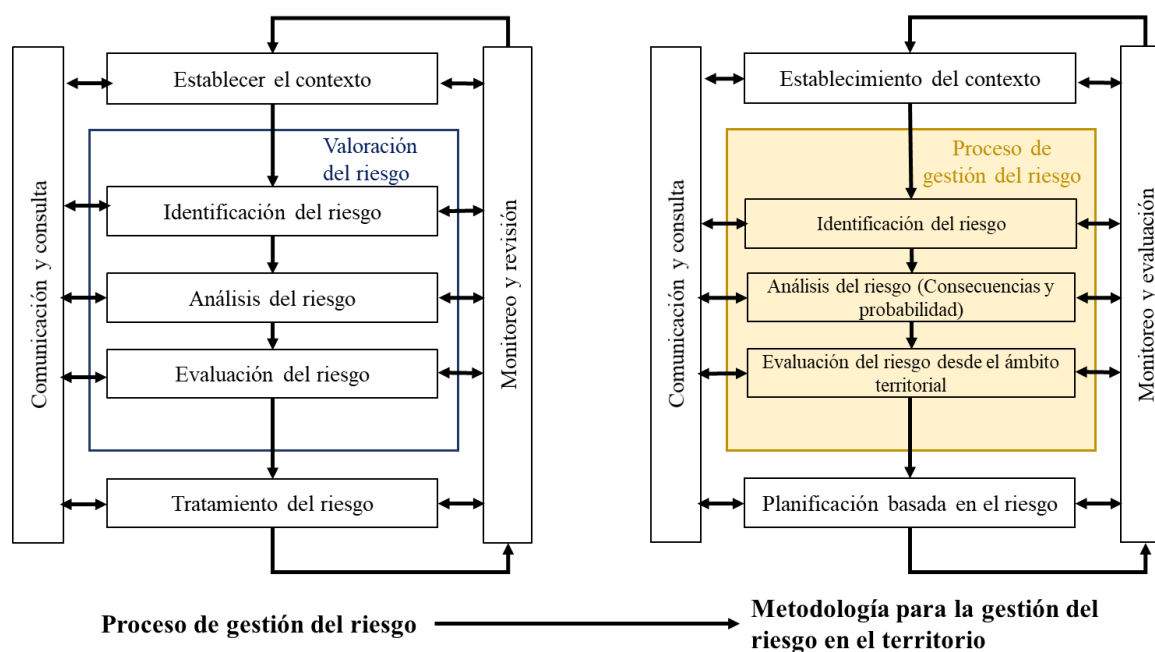 Establecer el contexto
Comunicación y consulta
Valoración
del riesgo
Identificación del riesgo
Análisis del riesgo
Evaluación del riesgo
Tratamiento del riesgo
Monitoreo y revisión
Proceso de gestión del riesgo
Establecimiento del contexto
Comunicación y consulta
Proceso de
gestión del riesgo
Identificación del riesgo
Análisis del riesgo (Consecuencias y
probabilidad)
Evaluación del riesgo desde el ámbito
territorial
Planificación basada en el riesgo
Monitoreo y evaluación
Metodología para la gestión del
riesgo en el territorio